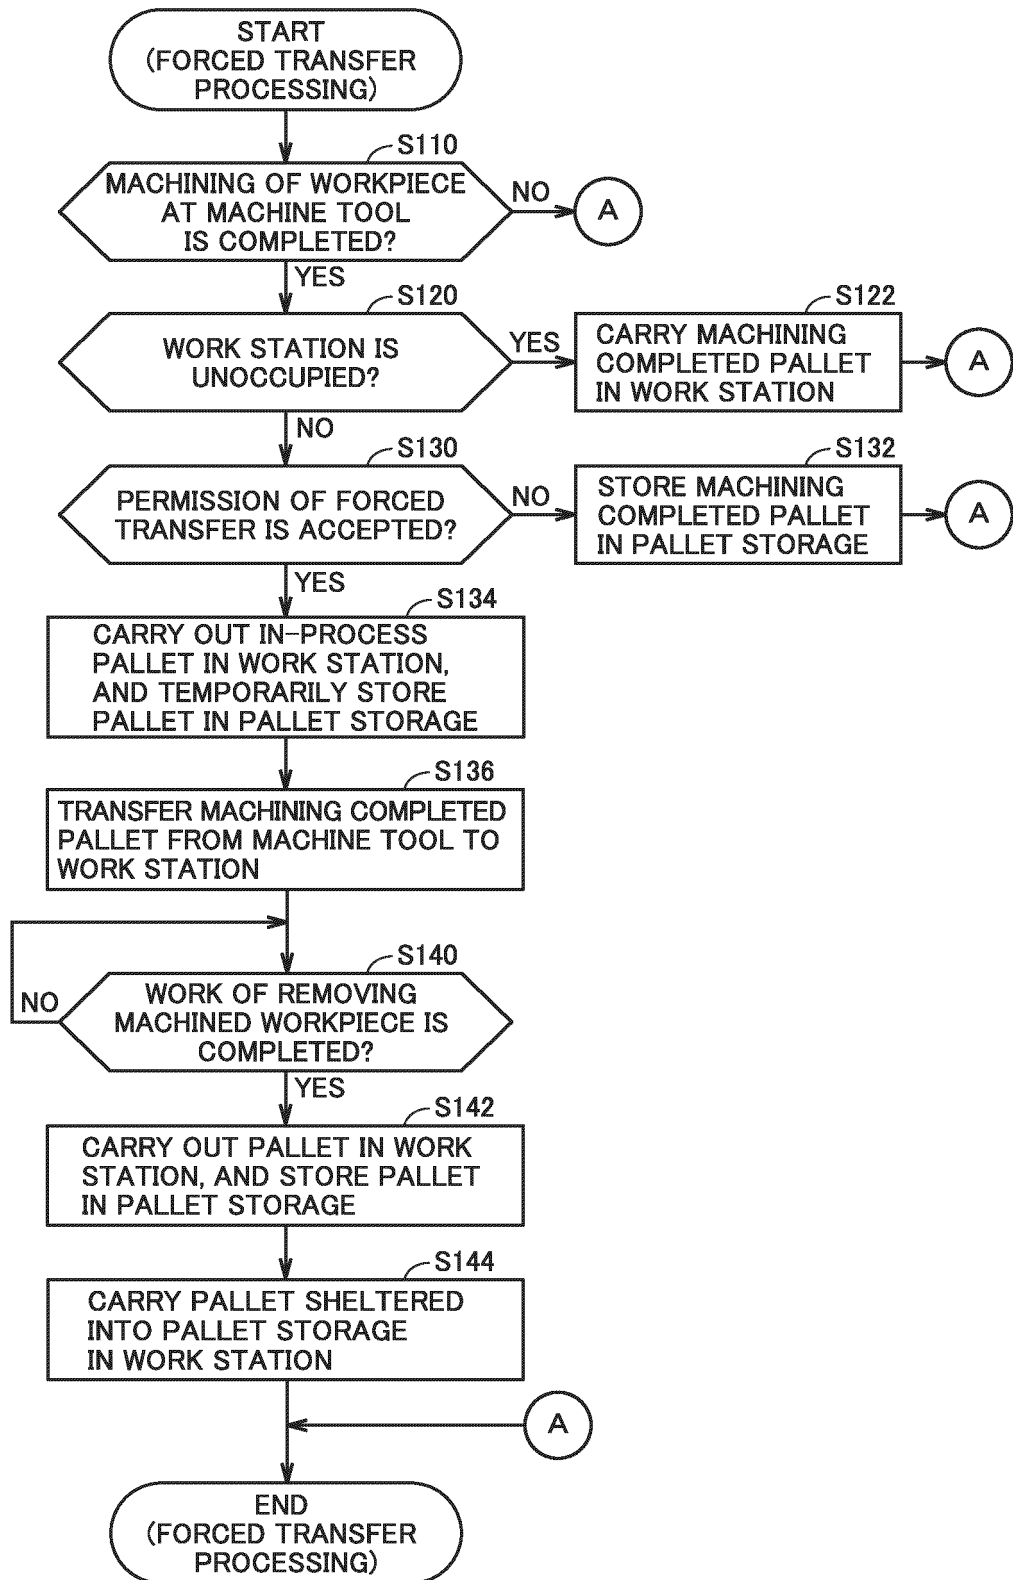 START
(FORCED TRANSFER
PROCESSING)
S110
MACHINING OF WORKPIECE
AT MACHINE TOOL
IS COMPLETED?
NO
A
YES
S120
WORK STATION IS
UNOCCUPIED?
YES
S122
CARRY MACHINING
COMPLETED PALLET
IN WORK STATION
A
NO
S130
PERMISSION OF FORCED
TRANSFER IS ACCEPTED?
NO
S132
STORE MACHINING
COMPLETED PALLET
IN PALLET STORAGE
A
YES
S134
CARRY OUT IN-PROCESS
PALLET IN WORK STATION,
AND TEMPORARILY STORE
PALLET IN PALLET STORAGE
S136
TRANSFER MACHINING COMPLETED
PALLET FROM MACHINE TOOL TO
WORK STATION
S140
NO
WORK OF REMOVING
MACHINED WORKPIECE IS
COMPLETED?
YES
S142
CARRY OUT PALLET IN WORK
STATION, AND STORE PALLET
IN PALLET STORAGE
S144
CARRY PALLET SHELTERED
INTO PALLET STORAGE
IN WORK STATION
A
END
(FORCED TRANSFER
PROCESSING)